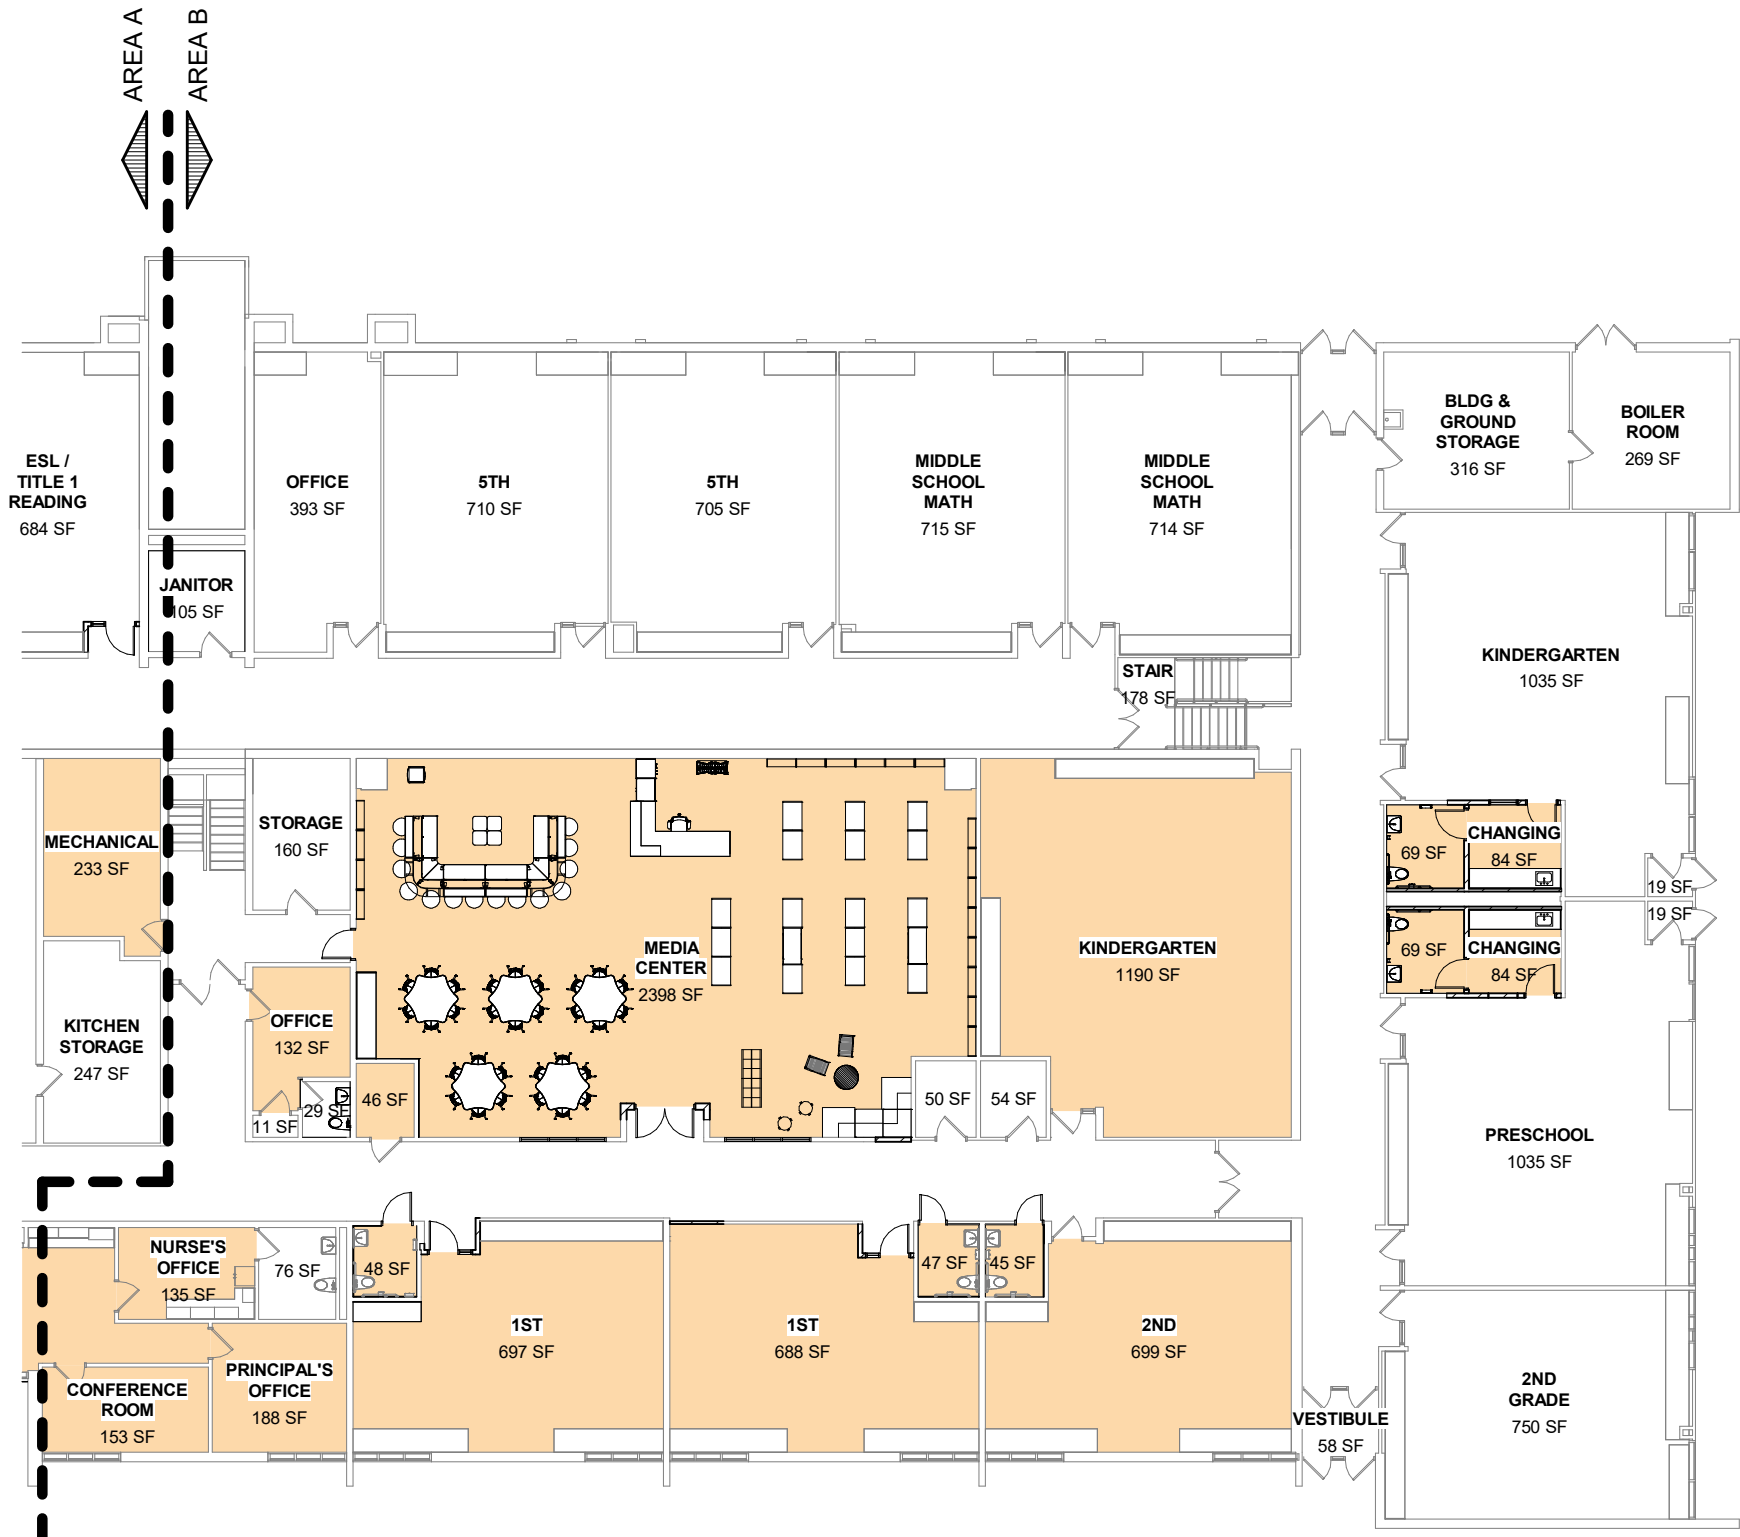 AREA A
AREA B
ESL /
TITLE 1
READING
684 SF
JANITOR
105 SF
OFFICE
393 SF
5TH
710 SF
5TH
705 SF
MIDDLE
SCHOOL
MATH
715 SF
MIDDLE
SCHOOL
MATH
714 SF
BLDG &
GROUND
STORAGE
316 SF
BOILER
ROOM
269 SF
STAIR
178 SF
KINDERGARTEN
1035 SF
MECHANICAL
233 SF
STORAGE
160 SF
MEDIA
CENTER
2398 SF
KINDERGARTEN
1190 SF
CHANGING
84 SF
69 SF
19 SF
19 SF
69 SF
CHANGING
84 SF
KITCHEN
STORAGE
247 SF
OFFICE
132 SF
29 SF
11 SF
46 SF
50 SF
54 SF
PRESCHOOL
1035 SF
NURSE'S
OFFICE
135 SF
76 SF
48 SF
47 SF
45 SF
CONFERENCE
ROOM
153 SF
PRINCIPAL'S
OFFICE
188 SF
1ST
697 SF
1ST
688 SF
2ND
699 SF
VESTIBULE
58 SF
2ND
GRADE
750 SF